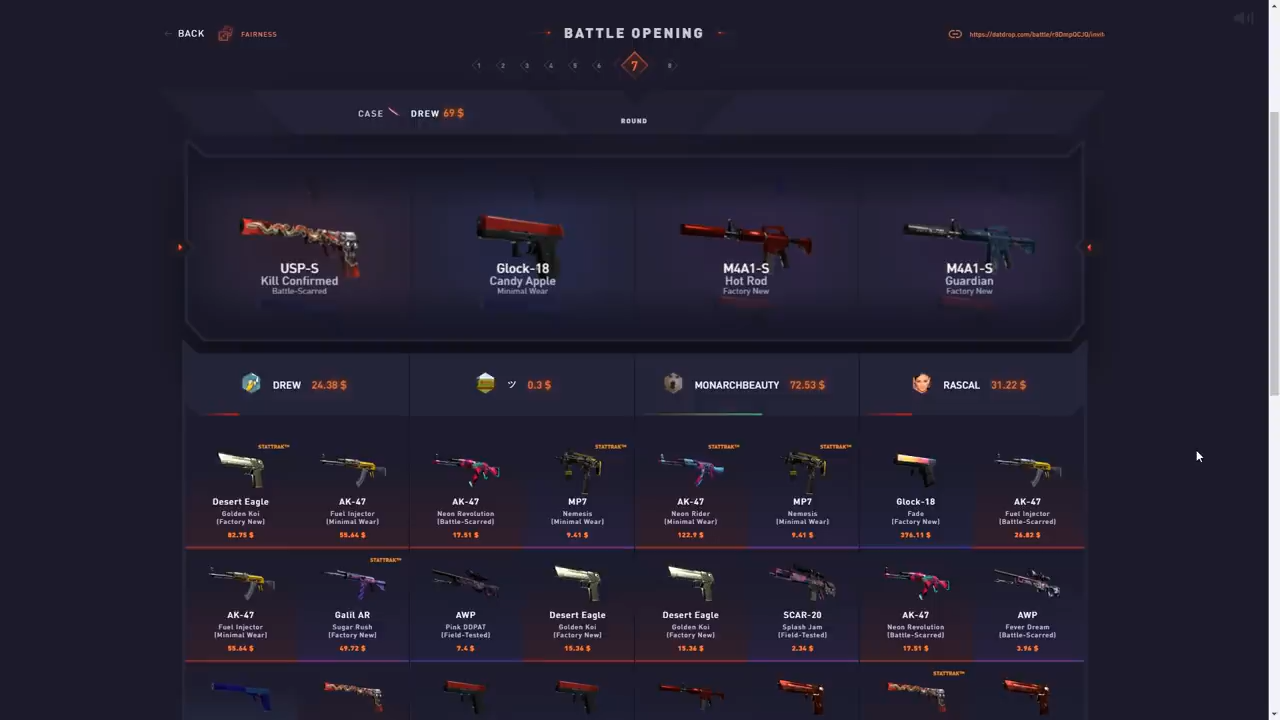 BACK
FAIRNESS
BATTLE OPENING
1 2 3 4 5 6 7 8
CASE DREW 69 $
ROUND
USP-S
Kill Confirmed
Battle-Scarred
Glock-18
Candy Apple
Minimal Wear
M4A1-S
Hot Rod
Factory New
M4A1-S
Guardian
Factory New
DREW 24.38 $
ツ 0.3 $
MONARCHBEAUTY 72.53 $
RASCAL 31.22 $
STATTRAK™
Desert Eagle
Golden Koi
(Factory New)
82.75 $
AK-47
Fuel Injector
(Minimal Wear)
55.64 $
AK-47
Neon Revolution
(Battle-Scarred)
17.51 $
STATTRAK™
MP7
Nemesis
(Minimal Wear)
9.41 $
STATTRAK™
AK-47
Neon Rider
(Minimal Wear)
122.9 $
STATTRAK™
MP7
Nemesis
(Minimal Wear)
9.41 $
Glock-18
Fade
(Factory New)
376.11 $
AK-47
Fuel Injector
(Battle-Scarred)
26.82 $
AK-47
Fuel Injector
(Minimal Wear)
55.64 $
STATTRAK™
Galil AR
Sugar Rush
(Factory New)
49.72 $
AWP
Pink DDPAT
(Field-Tested)
7.4 $
Desert Eagle
Golden Koi
(Factory New)
15.36 $
Desert Eagle
Golden Koi
(Factory New)
15.36 $
SCAR-20
Splash Jam
(Field-Tested)
2.34 $
AK-47
Neon Revolution
(Battle-Scarred)
17.51 $
AWP
Fever Dream
(Battle-Scarred)
3.96 $
STATTRAK™